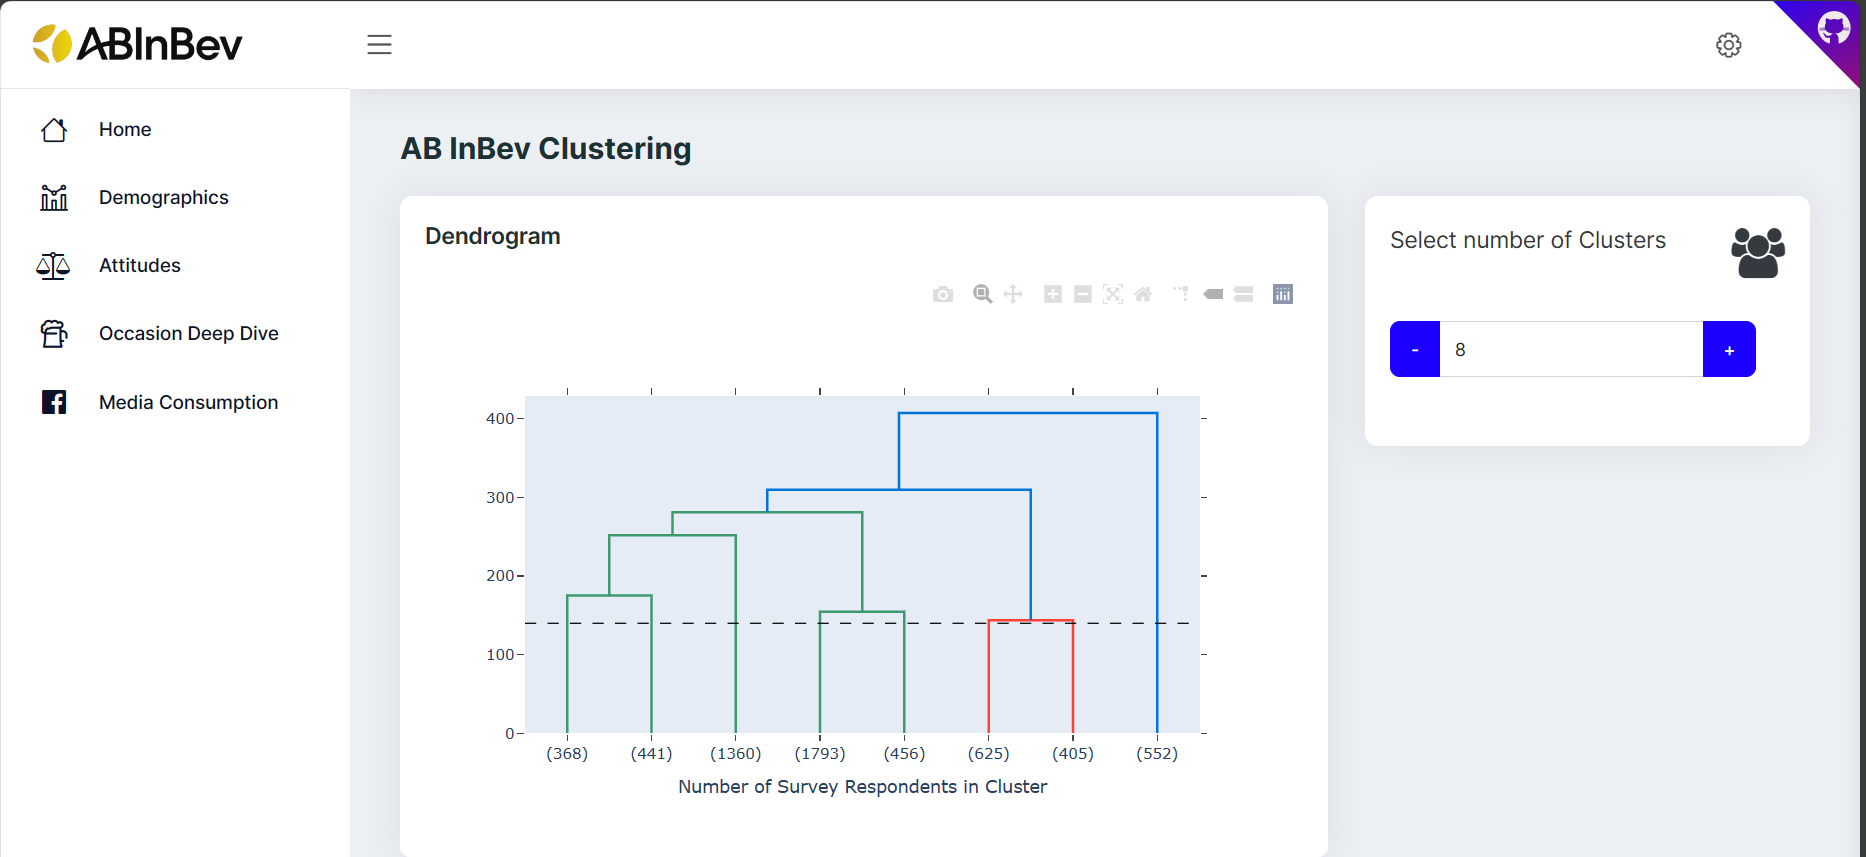 ABInBev
Home
Demographics
Attitudes
Occasion Deep Dive
Media Consumption
AB InBev Clustering
Dendrogram
400
300
200
100
0
(368) (441) (1360) (1793) (456) (625) (405) (552)
Number of Survey Respondents in Cluster
Select number of Clusters
- 8 +